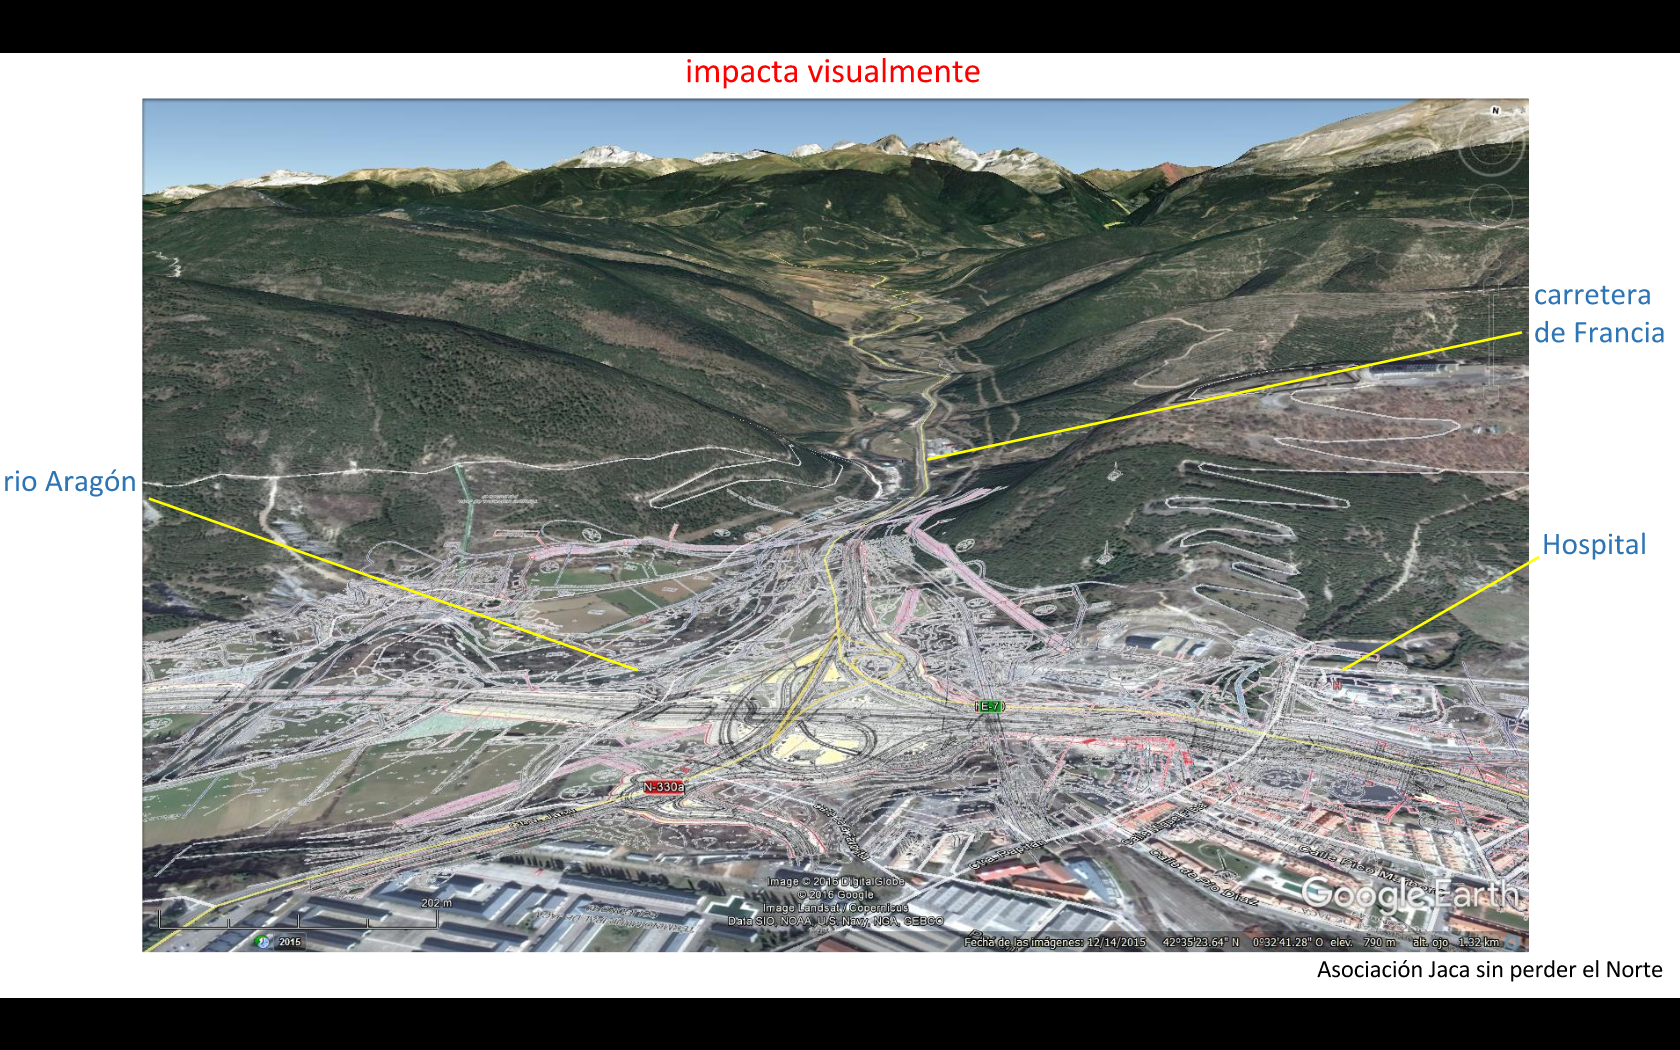 impacta visualmente
N
carretera
de Francia
rio Aragón
Hospital
H
N-330a
Image © 2016 DigitalGlobe
© 2016 Google
Image Landsat / Copernicus
Data SIO, NOAA, U.S. Navy, NGA, GEBCO
Google Earth
202 m
2015
Fecha de las imágenes: 12/14/2015 42°35'23.64" N 0°32'41.28" O elev. 790 m alt. ojo 1.32 km
Asociación Jaca sin perder el Norte